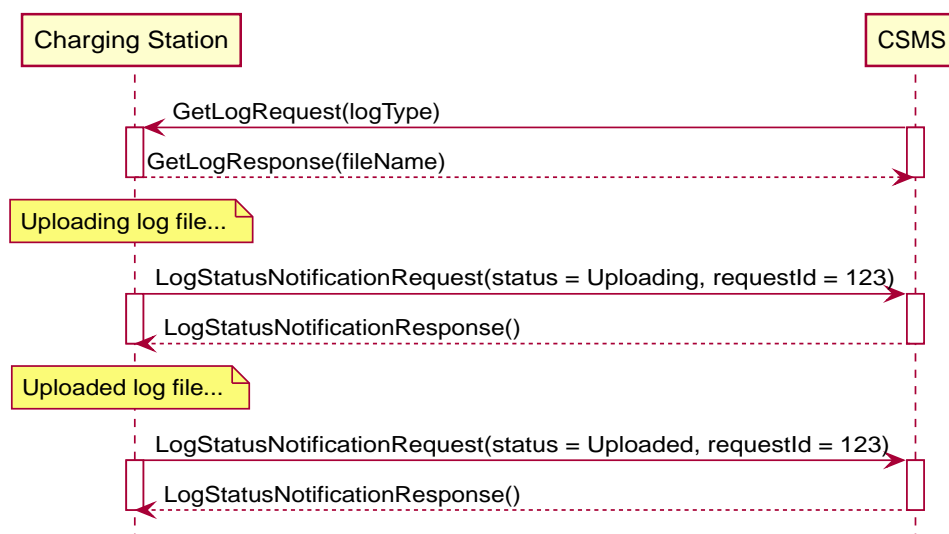 Charging Station
CSMS
GetLogRequest(logType)
GetLogResponse(fileName)
Uploading log file...
LogStatusNotificationRequest(status = Uploading, requestId = 123)
LogStatusNotificationResponse()
Uploaded log file...
LogStatusNotificationRequest(status = Uploaded, requestId = 123)
LogStatusNotificationResponse()